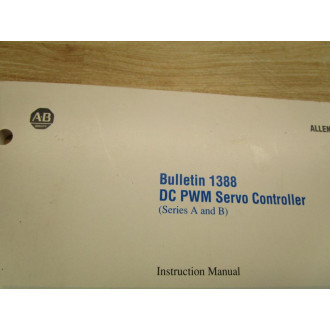 ALLEN
AB
Bulletin 1388
DC PWM Servo Controller
(Series A and B)
Instruction Manual